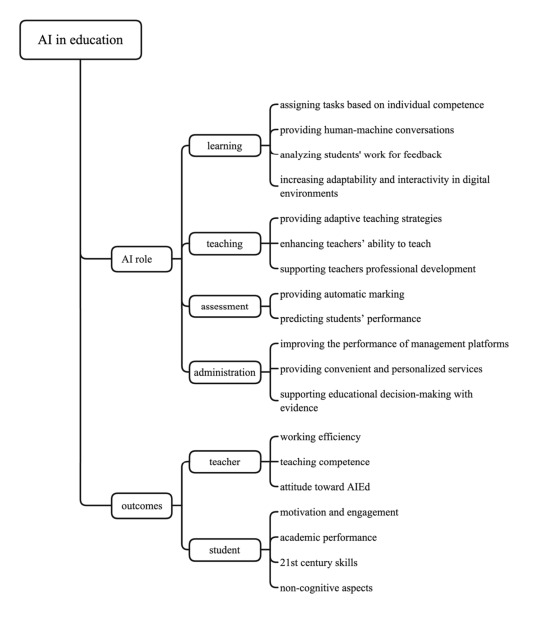 AI in education
assigning tasks based on individual competence
providing human-machine conversations
learning
analyzing students' work for feedback
increasing adaptability and interactivity in digital
environments
providing adaptive teaching strategies
teaching
enhancing teachers' ability to teach
AI role
supporting teachers professional development
providing automatic marking
assessment
predicting students' performance
improving the performance of management platforms
administration
providing convenient and personalized services
supporting educational decision-making with
evidence
working efficiency
teacher
teaching competence
attitude toward AIEd
outcomes
motivation and engagement
academic performance
student
21st century skills
non-cognitive aspects